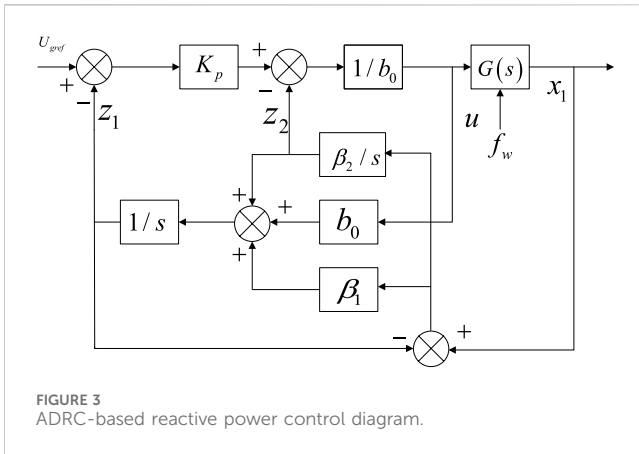 U_gref
+
−
K_p
+
−
1/b_0
G(s)
x_1
z_1
z_2
u
f_w
β_2/s
+
1/s
+
b_0
+
β_1
−
+
FIGURE 3
ADRC-based reactive power control diagram.